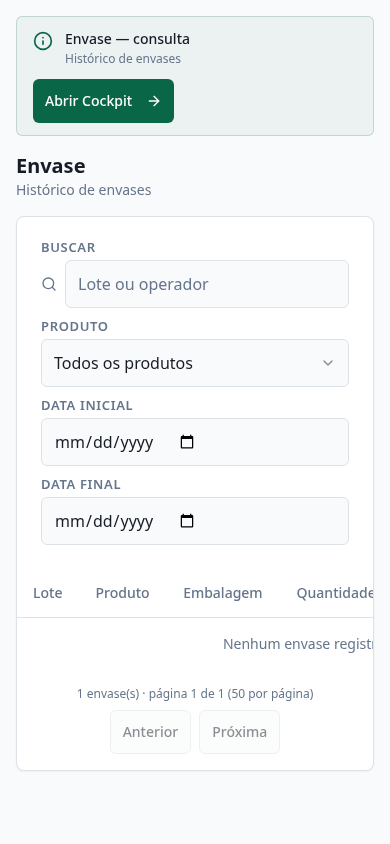 Envase — consulta
Histórico de envases
Abrir Cockpit
Envase
Histórico de envases
BUSCAR
Lote ou operador
PRODUTO
Todos os produtos
DATA INICIAL
mm/dd/yyyy
DATA FINAL
mm/dd/yyyy
Lote Produto Embalagem Quantidade
Nenhum envase registr
1 envase(s) · página 1 de 1 (50 por página)
Anterior Próxima